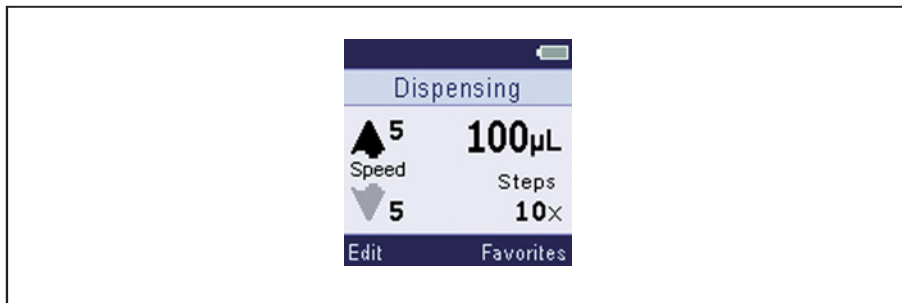 Dispensing
5 100µL
Speed
Steps
5 10×
Edit Favorites